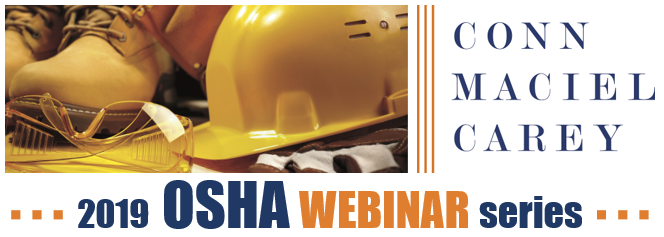 CONN
MACIEL
CAREY
2019 OSHA WEBINAR series